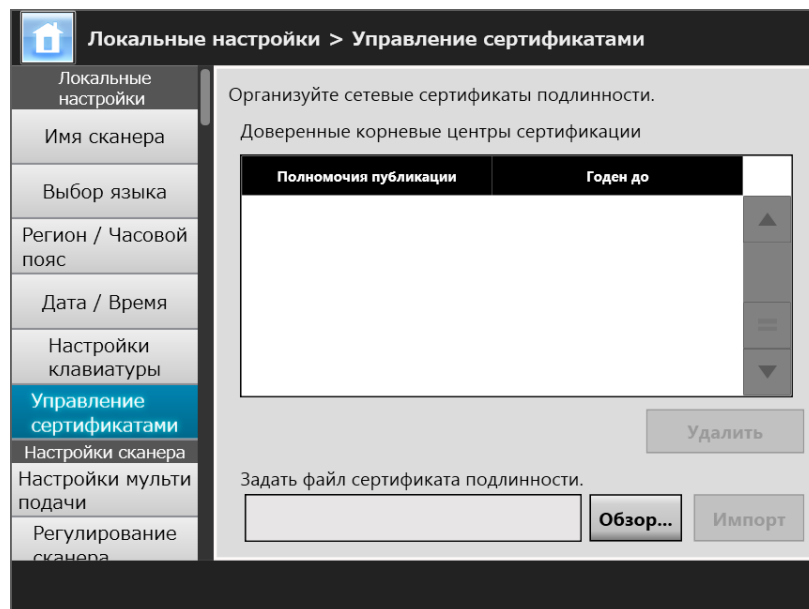 Локальные настройки > Управление сертификатами
Локальные
настройки
Имя сканера
Выбор языка
Регион / Часовой
пояс
Дата / Время
Настройки
клавиатуры
Управление
сертификатами
Настройки сканера
Настройки мульти
подачи
Регулирование
сканера
Организуйте сетевые сертификаты подлинности.
Доверенные корневые центры сертификации
Полномочия публикации Годен до
Удалить
Задать файл сертификата подлинности.
Обзор... Импорт